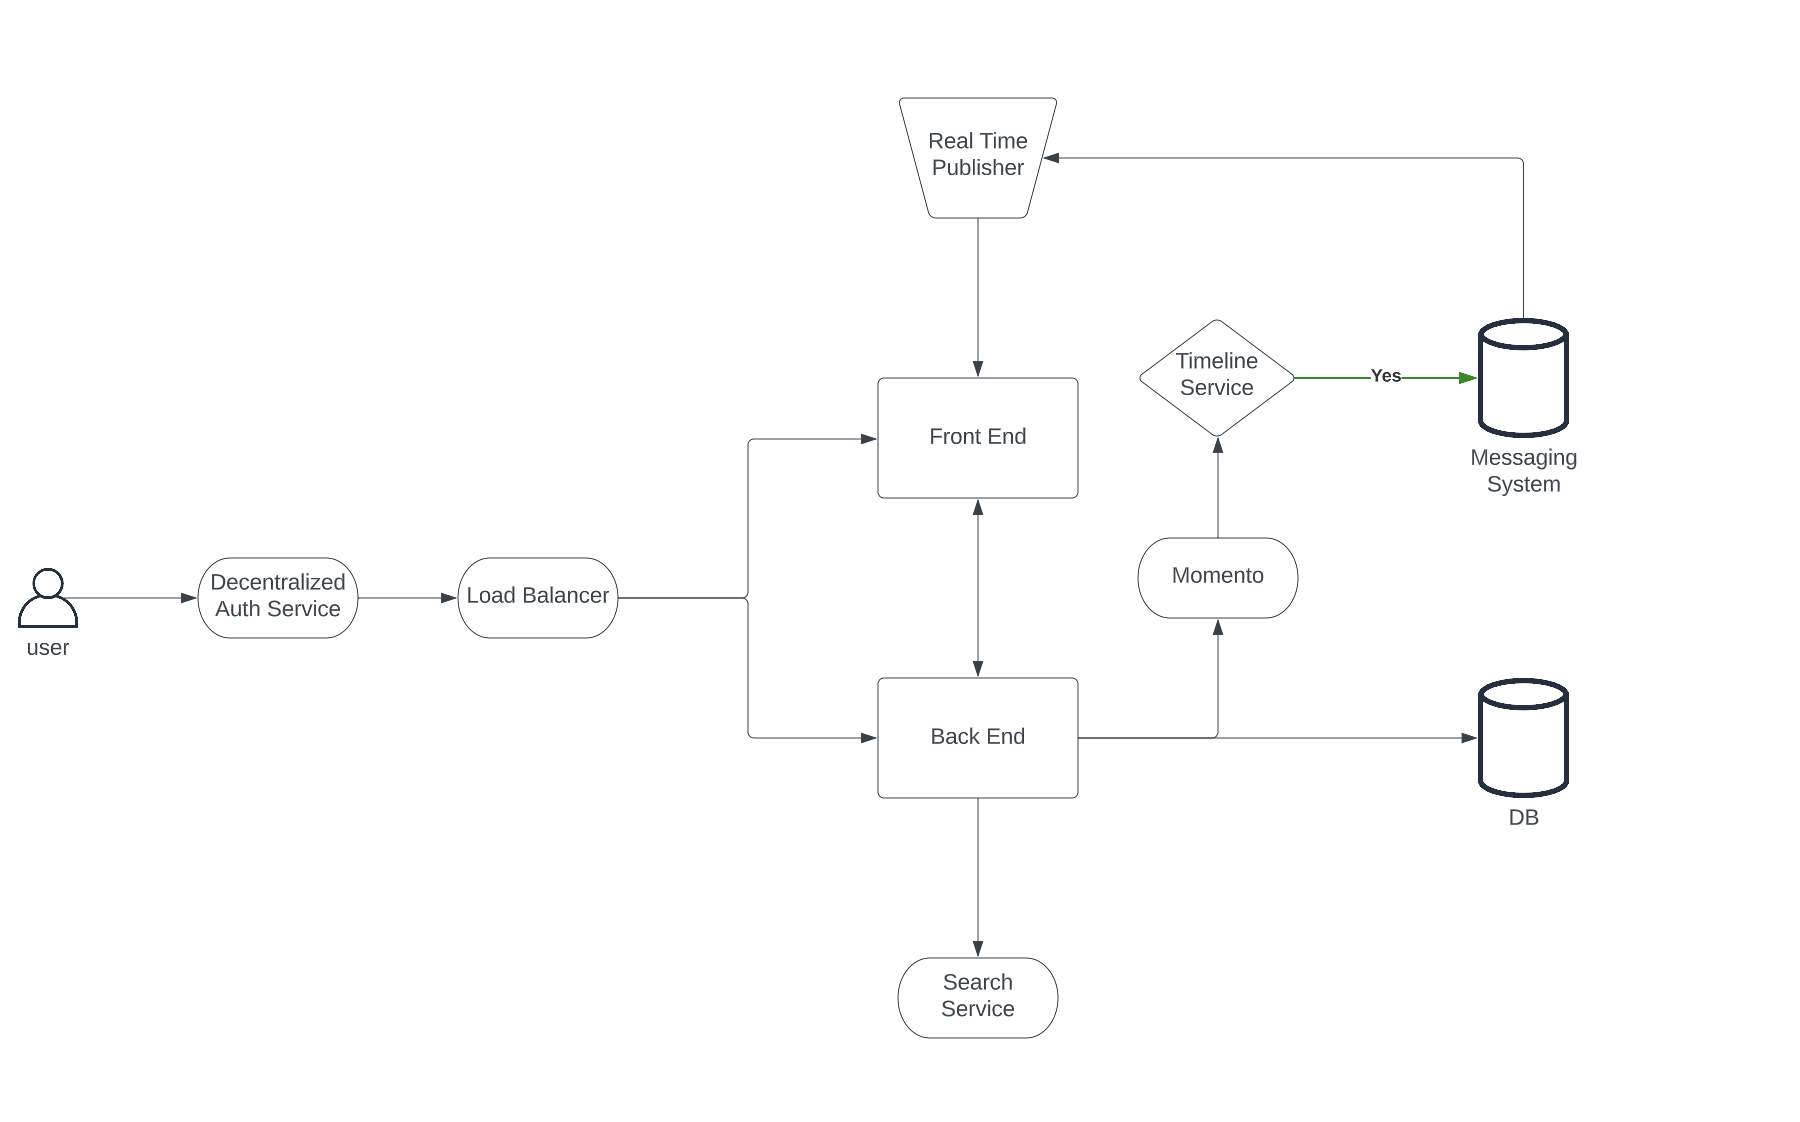 Real Time
Publisher
Timeline
Service
Yes
Messaging
System
Front End
Momento
Decentralized
Auth Service
Load Balancer
user
Back End
DB
Search
Service